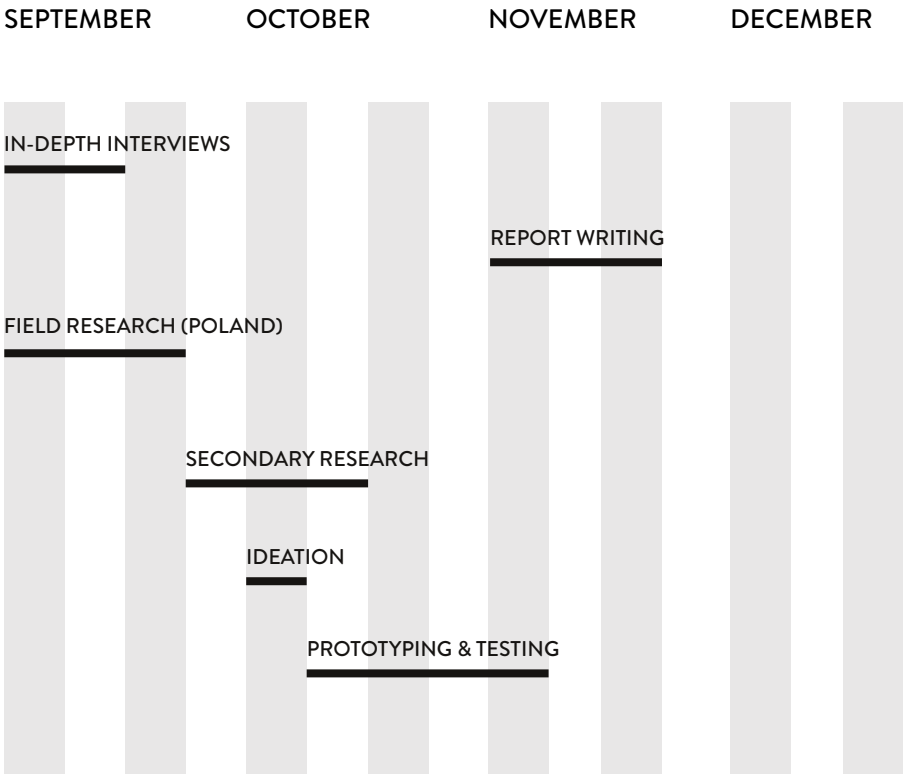 SEPTEMBER OCTOBER NOVEMBER DECEMBER
IN-DEPTH INTERVIEWS
REPORT WRITING
FIELD RESEARCH (POLAND)
SECONDARY RESEARCH
IDEATION
PROTOTYPING & TESTING